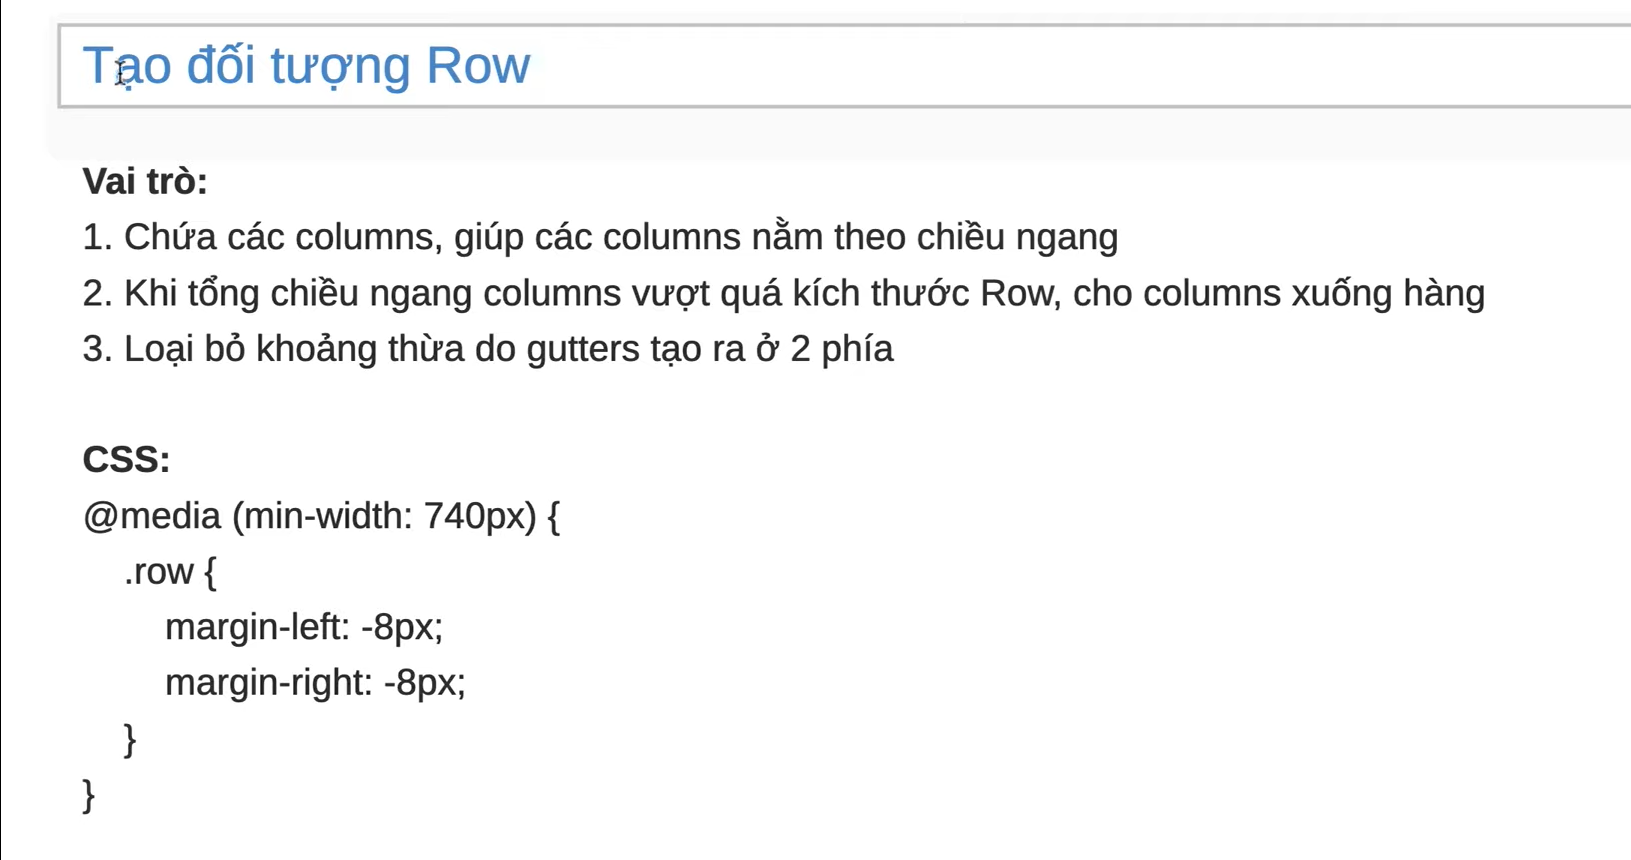 Tạo đối tượng Row
Vai trò:
1. Chứa các columns, giúp các columns nằm theo chiều ngang
2. Khi tổng chiều ngang columns vượt quá kích thước Row, cho columns xuống hàng
3. Loại bỏ khoảng thừa do gutters tạo ra ở 2 phía
CSS:
@media (min-width: 740px) {
.row {
margin-left: -8px;
margin-right: -8px;
}
}